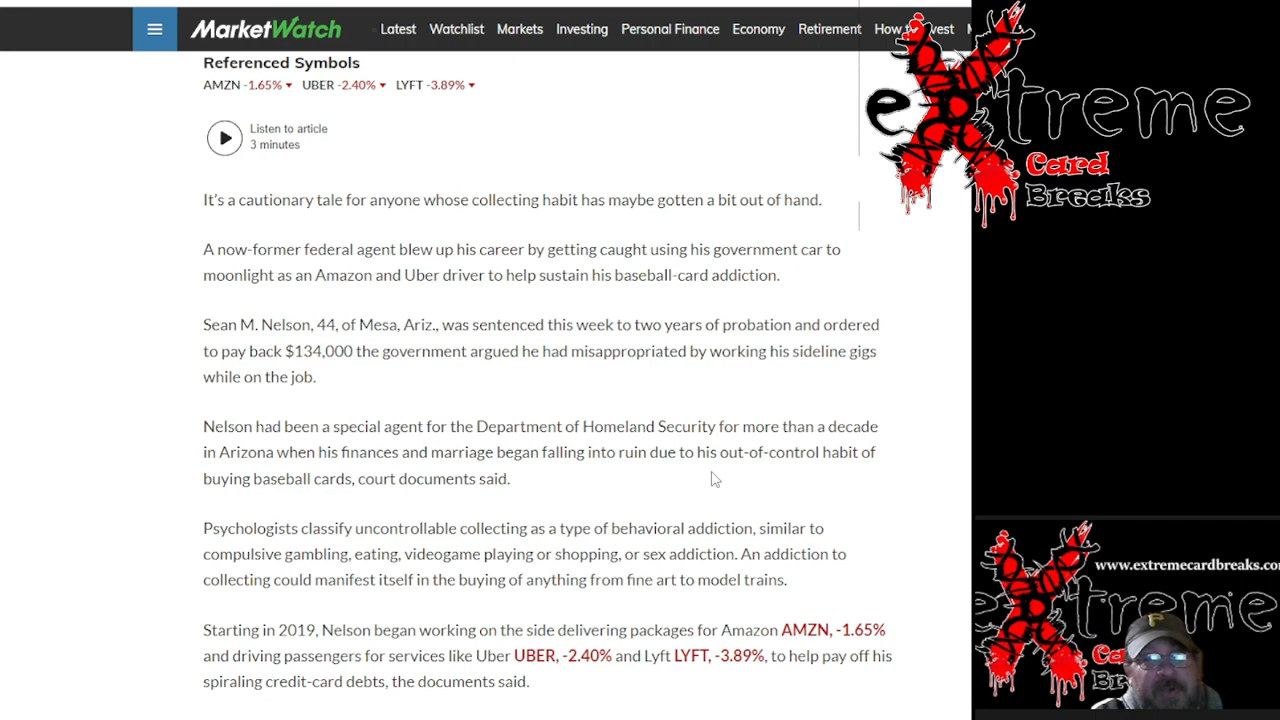 MarketWatch Latest Watchlist Markets Investing Personal Finance Economy Retirement
Referenced Symbols
AMZN -1.65% UBER -2.40% LYFT -3.89%
Listen to article
3 minutes
It's a cautionary tale for anyone whose collecting habit has maybe gotten a bit out of hand.
A now-former federal agent blew up his career by getting caught using his government car to
moonlight as an Amazon and Uber driver to help sustain his baseball-card addiction.
Sean M. Nelson, 44, of Mesa, Ariz., was sentenced this week to two years of probation and ordered
to pay back $134,000 the government argued he had misappropriated by working his sideline gigs
while on the job.
Nelson had been a special agent for the Department of Homeland Security for more than a decade
in Arizona when his finances and marriage began falling into ruin due to his out-of-control habit of
buying baseball cards, court documents said.
Psychologists classify uncontrollable collecting as a type of behavioral addiction, similar to
compulsive gambling, eating, videogame playing or shopping, or sex addiction. An addiction to
collecting could manifest itself in the buying of anything from fine art to model trains.
Starting in 2019, Nelson began working on the side delivering packages for Amazon AMZN, -1.65%
and driving passengers for services like Uber UBER, -2.40% and Lyft LYFT, -3.89%, to help pay off his
spiraling credit-card debts, the documents said.
eXtreme
Card
Breaks
www.extremecardbreaks.co
eXtreme